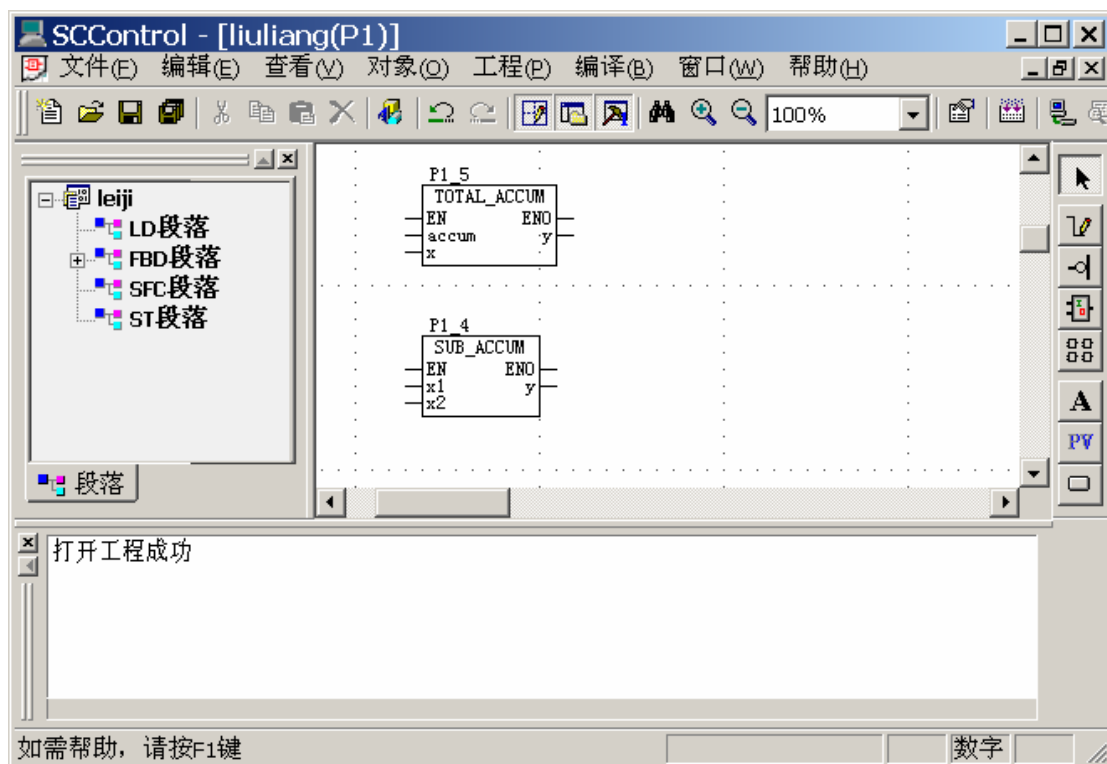 SCControl - [liuliang(P1)]
文件(F) 编辑(E) 查看(V) 对象(O) 工程(P) 编译(B) 窗口(W) 帮助(H)
100%
leiji
LD段落
FBD段落
SFC段落
ST段落
段落
P1_5
TOTAL_ACCUM
EN ENO
accum y
x
P1_4
SUB_ACCUM
EN ENO
x1 y
x2
A
PV
打开工程成功
如需帮助，请按F1键
数字